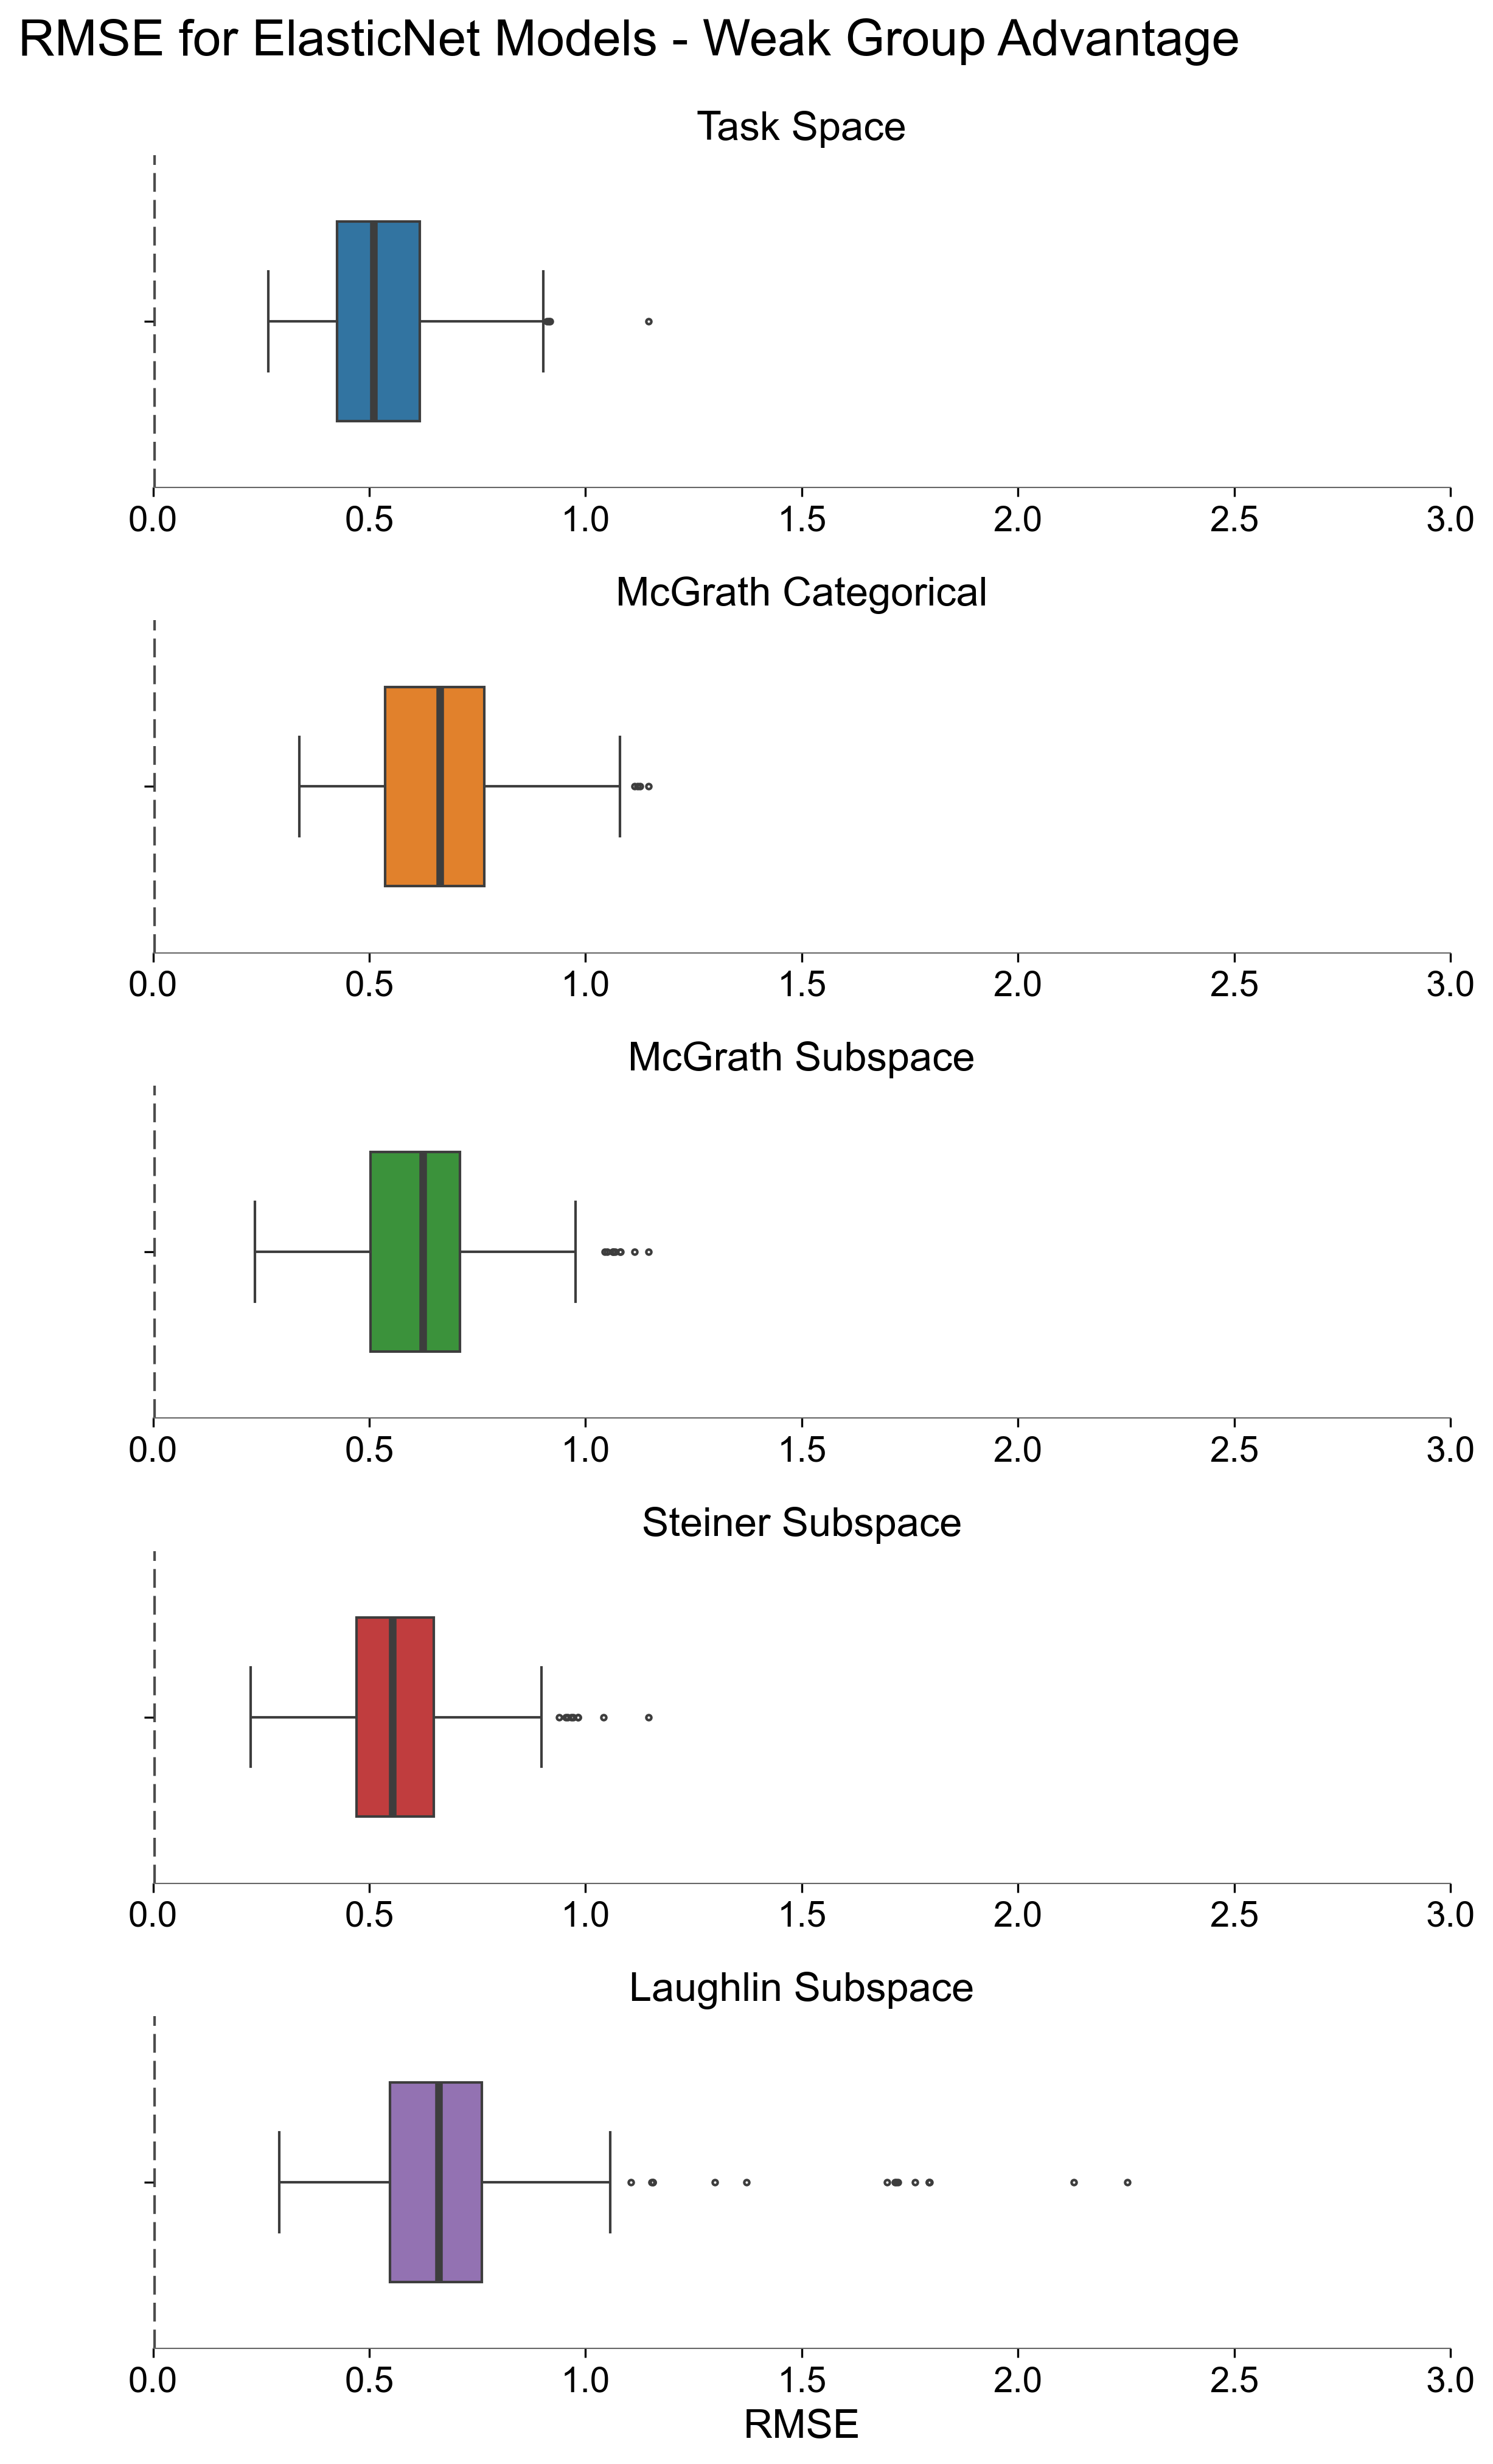 RMSE for ElasticNet Models - Weak Group Advantage
Task Space
0.0 0.5 1.0 1.5 2.0 2.5 3.0
McGrath Categorical
0.0 0.5 1.0 1.5 2.0 2.5 3.0
McGrath Subspace
0.0 0.5 1.0 1.5 2.0 2.5 3.0
Steiner Subspace
0.0 0.5 1.0 1.5 2.0 2.5 3.0
Laughlin Subspace
0.0 0.5 1.0 1.5 2.0 2.5 3.0
RMSE